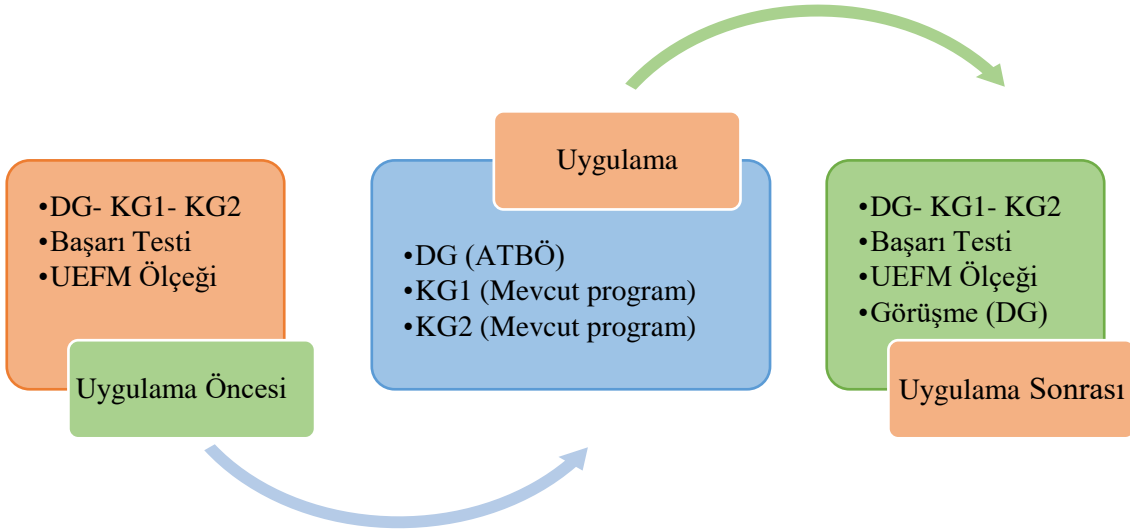 •DG- KG1- KG2
•Başarı Testi
•UEFM Ölçeği
Uygulama Öncesi
Uygulama
•DG (ATBÖ)
•KG1 (Mevcut program)
•KG2 (Mevcut program)
•DG- KG1- KG2
•Başarı Testi
•UEFM Ölçeği
•Görüşme (DG)
Uygulama Sonrası